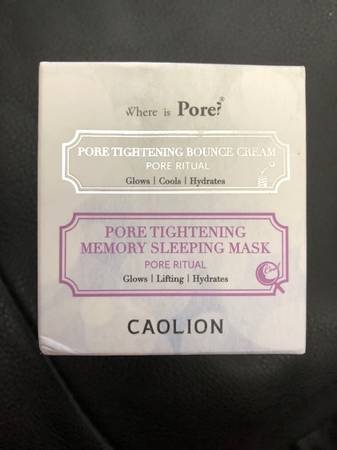 Where is Pore?®
PORE TIGHTENING BOUNCE CREAM
PORE RITUAL
Glows | Cools | Hydrates
PORE TIGHTENING
MEMORY SLEEPING MASK
PORE RITUAL
Glows | Lifting | Hydrates
CAOLION